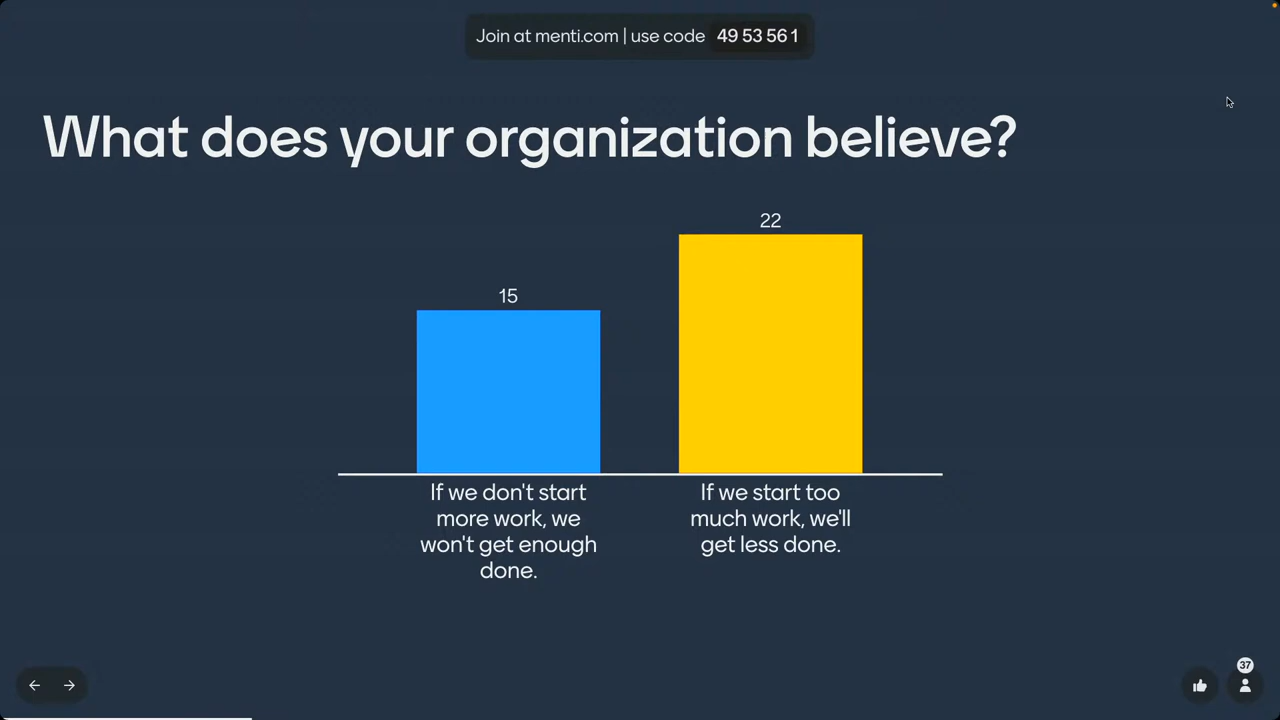 Join at menti.com | use code 49 53 56 1
What does your organization believe?
22
15
If we don't start
more work, we
won't get enough
done.
If we start too
much work, we'll
get less done.
37